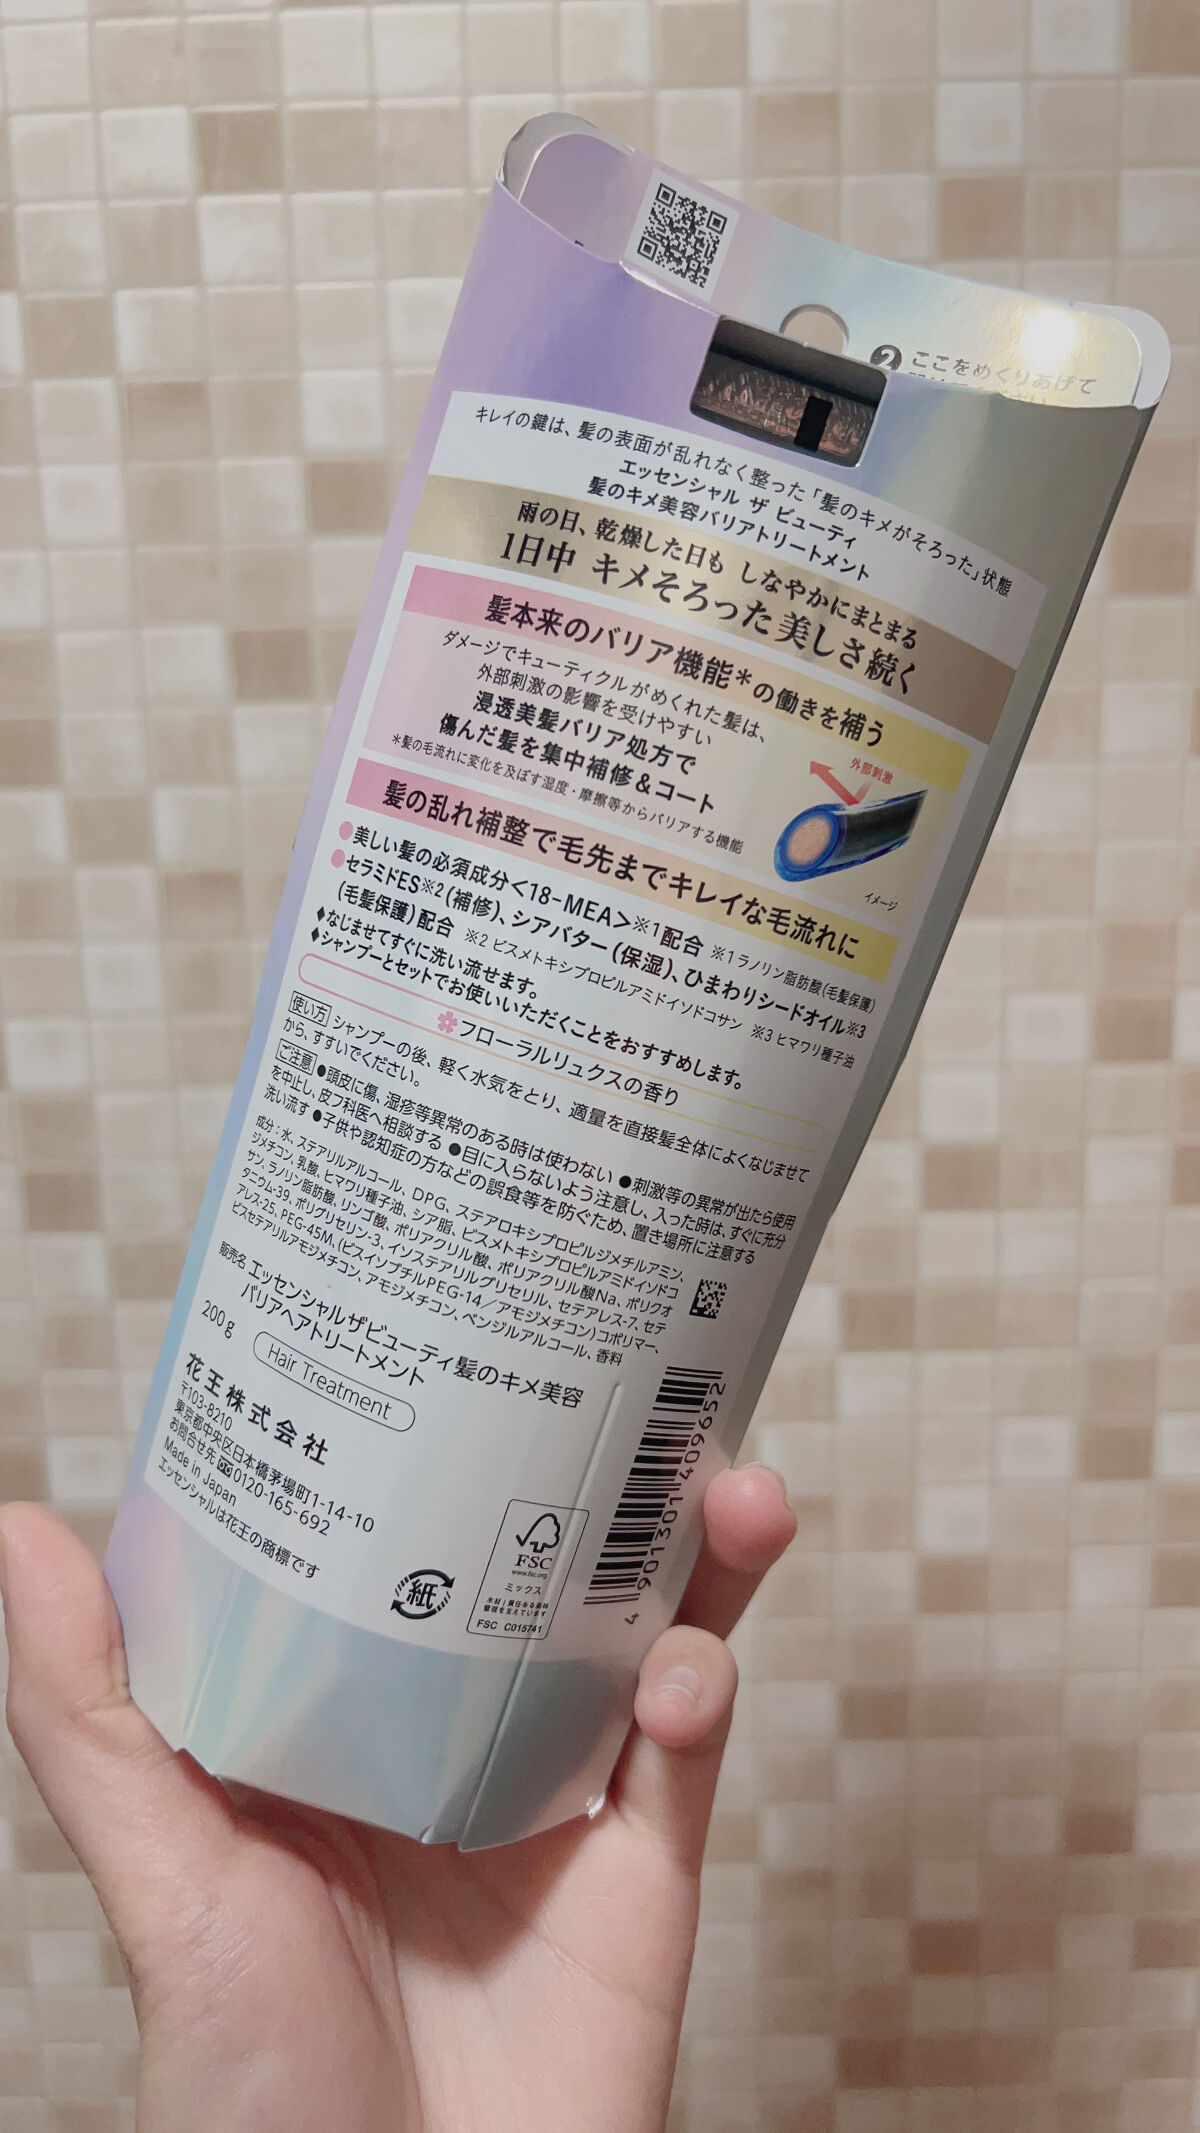 ② ここをめくりあげて
キレイの鍵は、髪の表面が乱れなく整った「髪のキメがそろった」状態
エッセンシャル ザ ビューティ
髪のキメ美容バリアトリートメント
雨の日、乾燥した日も しなやかにまとまる
1日中 キメそろった美しさ続く
髪本来のバリア機能*の働きを補う
ダメージでキューティクルがめくれた髪は、
外部刺激の影響を受けやすい
浸透美髪バリア処方で
傷んだ髪を集中補修&コート
*髪の毛流れに変化を及ぼす湿度・摩擦等からバリアする機能
外部刺激
イメージ
髪の乱れ補整で毛先までキレイな毛流れに
●美しい髪の必須成分<18-MEA>※1配合 ※1 ラノリン脂肪酸(毛髪保護)
●セラミドES※2(補修)、シアバター(保湿)、ひまわりシードオイル※3
(毛髪保護)配合 ※2 ビスメトキシプロピルアミドイソドコサン ※3 ヒマワリ種子油
◆なじませてすぐに洗い流せます。
◆シャンプーとセットでお使いいただくことをおすすめします。
フローラルリュクスの香り
使い方 シャンプーの後、軽く水気をとり、適量を直接髪全体によくなじませて
から、すすいでください。
ご注意 ●頭皮に傷、湿疹等異常のある時は使わない ●刺激等の異常が出たら使用
を中止し、皮フ科医へ相談する ●目に入らないよう注意し、入った時は、すぐに充分
洗い流す ●子供や認知症の方などの誤食等を防ぐため、置き場所に注意する
成分:水、ステアリルアルコール、DPG、ステアロキシプロピルジメチルアミン、
ジメチコン、乳酸、ヒマワリ種子油、シア脂、ビスメトキシプロピルアミドイソドコ
サン、ラノリン脂肪酸、リンゴ酸、ポリアクリル酸、ポリアクリル酸Na、ポリクオ
タニウム-39、ポリグリセリン-3、イソステアリルグリセリル、セテアレス-7、セテ
アレス-25、PEG-45M、(ビスイソブチルPEG-14/アモジメチコン)コポリマー、
ビスセテアリルアモジメチコン、アモジメチコン、ベンジルアルコール、香料
販売名 エッセンシャルザビューティ髪のキメ美容
バリアヘアトリートメント
200g
Hair Treatment
花王株式会社
〒103-8210
東京都中央区日本橋茅場町1-14-10
お問合せ先 0120-165-692
Made in Japan
エッセンシャルは花王の商標です
紙
FSC
www.fsc.org
ミックス
木材|責任ある森林
管理を支えています
FSC C015741
4 901301 409652